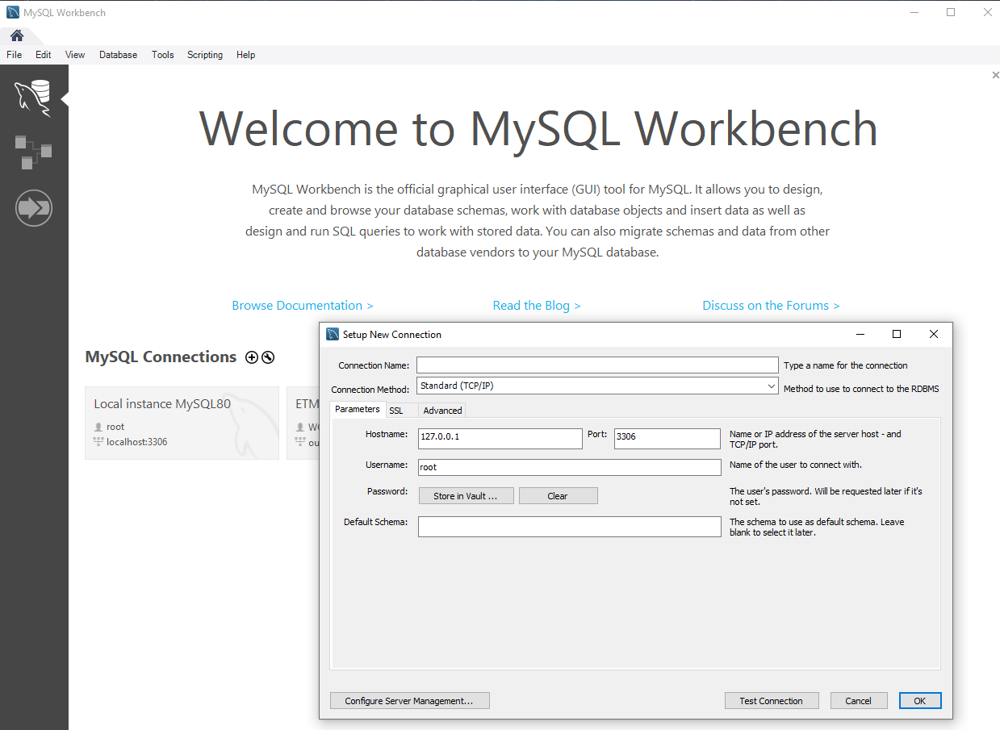 MySQL Workbench
File Edit View Database Tools Scripting Help
Welcome to MySQL Workbench
MySQL Workbench is the official graphical user interface (GUI) tool for MySQL. It allows you to design,
create and browse your database schemas, work with database objects and insert data as well as
design and run SQL queries to work with stored data. You can also migrate schemas and data from other
database vendors to your MySQL database.
Browse Documentation > Read the Blog > Discuss on the Forums >
MySQL Connections
Local instance MySQL80
root
localhost:3306
ETM
Setup New Connection
Connection Name: Type a name for the connection
Connection Method: Standard (TCP/IP) Method to use to connect to the RDBMS
Parameters SSL Advanced
Hostname: 127.0.0.1 Port: 3306 Name or IP address of the server host - and
TCP/IP port.
Username: root Name of the user to connect with.
Password: Store in Vault ... Clear The user's password. Will be requested later if it's
not set.
Default Schema: The schema to use as default schema. Leave
blank to select it later.
Configure Server Management... Test Connection Cancel OK